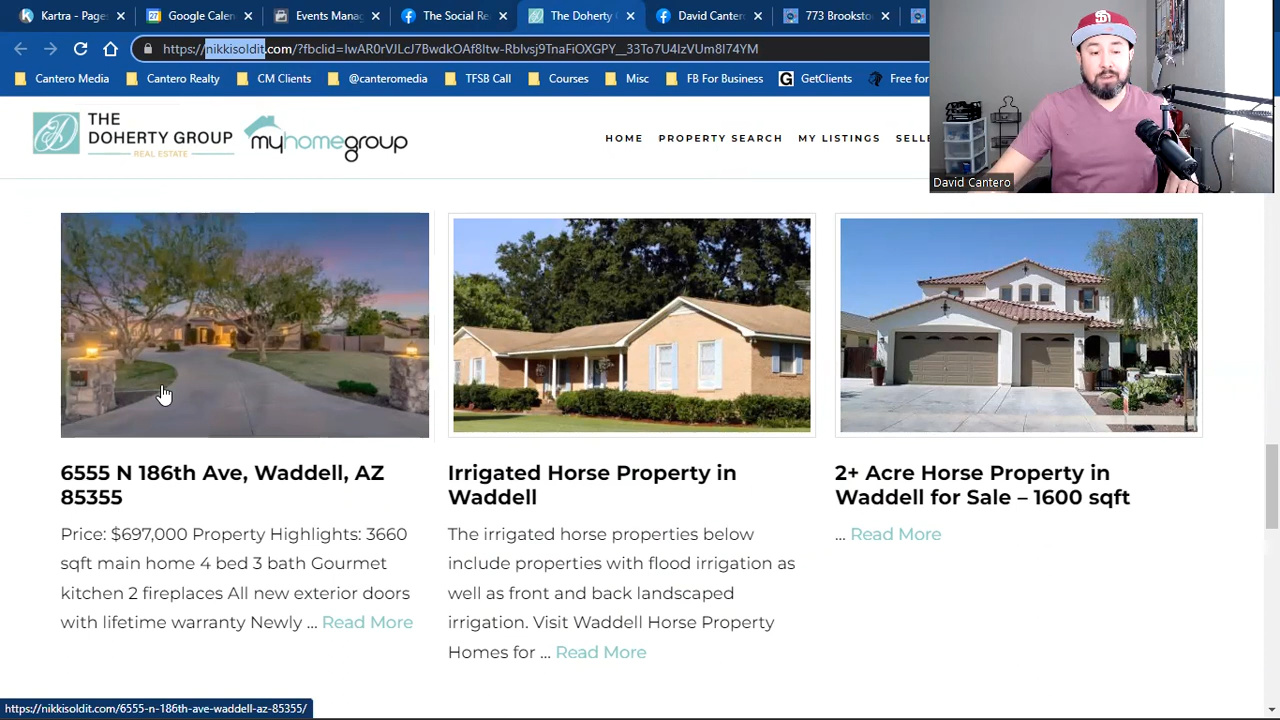 Kartra - Page
Google Calen
Events Mana
The Social Re
The Doherty G
David Cantero
773 Brooksto
https://nikkisoldit.com/?fbclid=IwAR0rVJLcJ7BwdkOAf8Itw-RbIvsj9TnaFiOXGPY__33To7U4IzVUm8I74YM
Cantero Media
Cantero Realty
CM Clients
@canteromedia
TFSB Call
Courses
Misc
FB For Business
GetClients
Free for
THE
DOHERTY GROUP
REAL ESTATE
myhomegroup
HOME PROPERTY SEARCH MY LISTINGS SELL
David Cantero
6555 N 186th Ave, Waddell, AZ
85355
Price: $697,000 Property Highlights: 3660
sqft main home 4 bed 3 bath Gourmet
kitchen 2 fireplaces All new exterior doors
with lifetime warranty Newly ... Read More
Irrigated Horse Property in
Waddell
The irrigated horse properties below
include properties with flood irrigation as
well as front and back landscaped
irrigation. Visit Waddell Horse Property
Homes for ... Read More
2+ Acre Horse Property in
Waddell for Sale – 1600 sqft
... Read More
https://nikkisoldit.com/6555-n-186th-ave-waddell-az-85355/